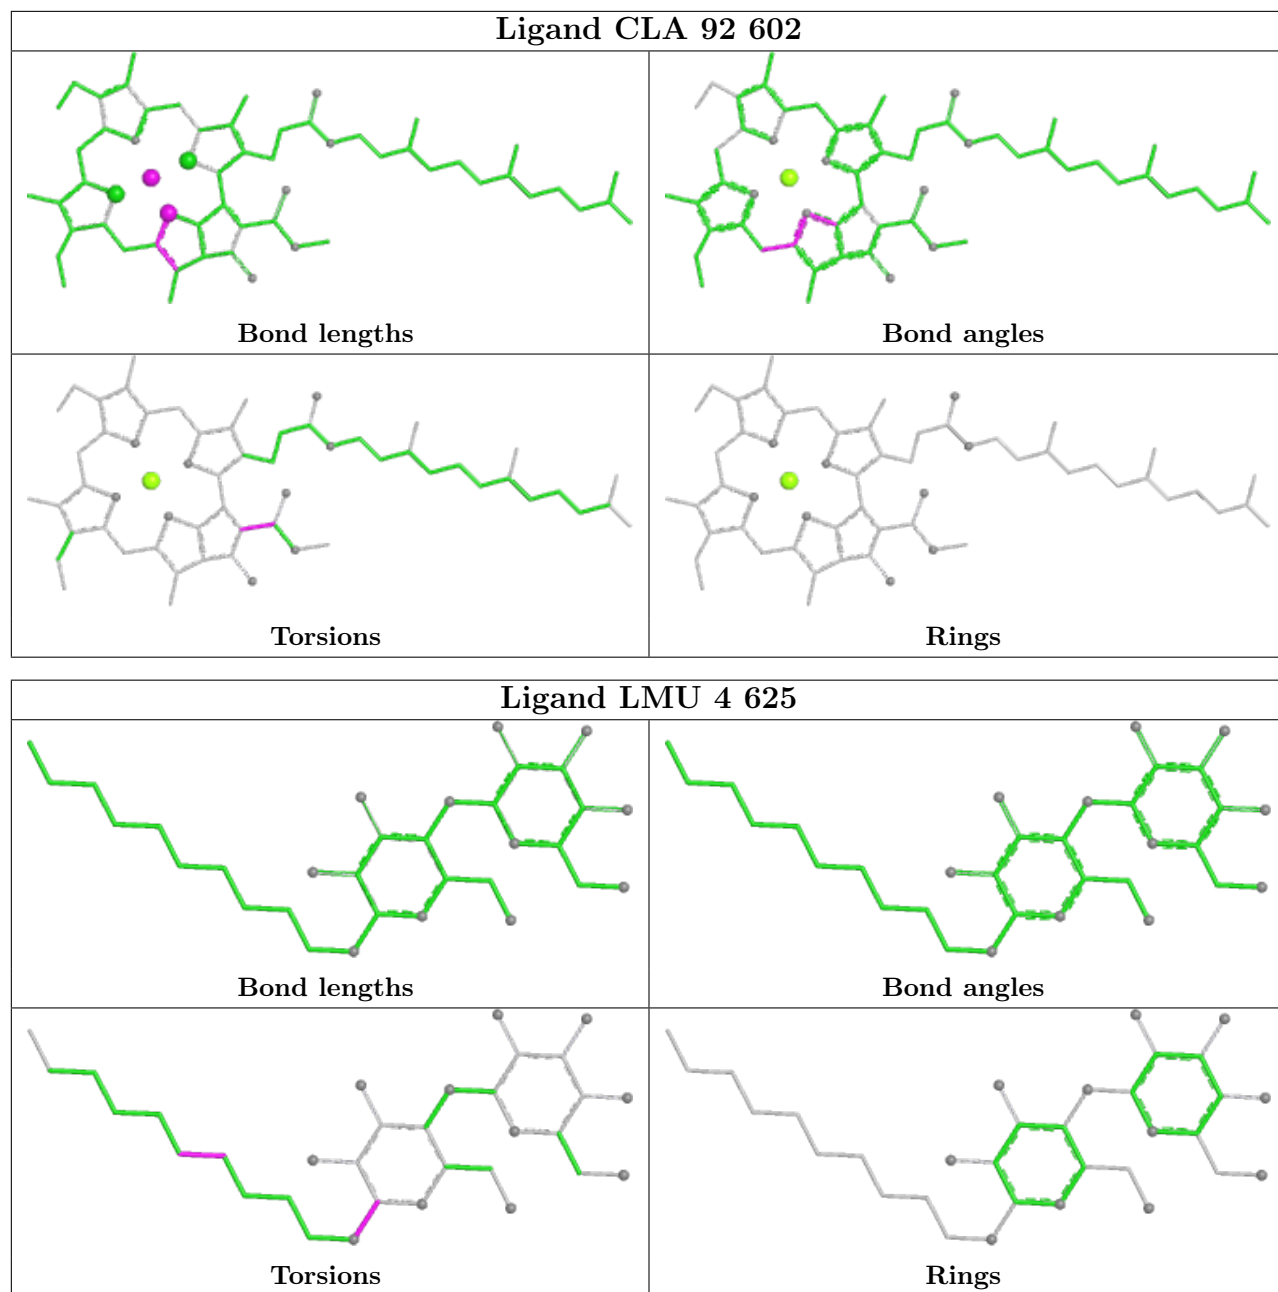 Ligand CLA 92 602
Bond lengths
Bond angles
Torsions
Rings
Ligand LMU 4 625
Bond lengths
Bond angles
Torsions
Rings